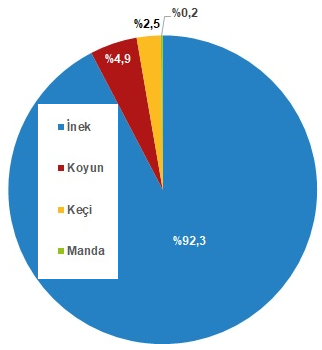 %0,2
%2,5
%4,9
İnek
Koyun
Keçi
Manda
%92,3